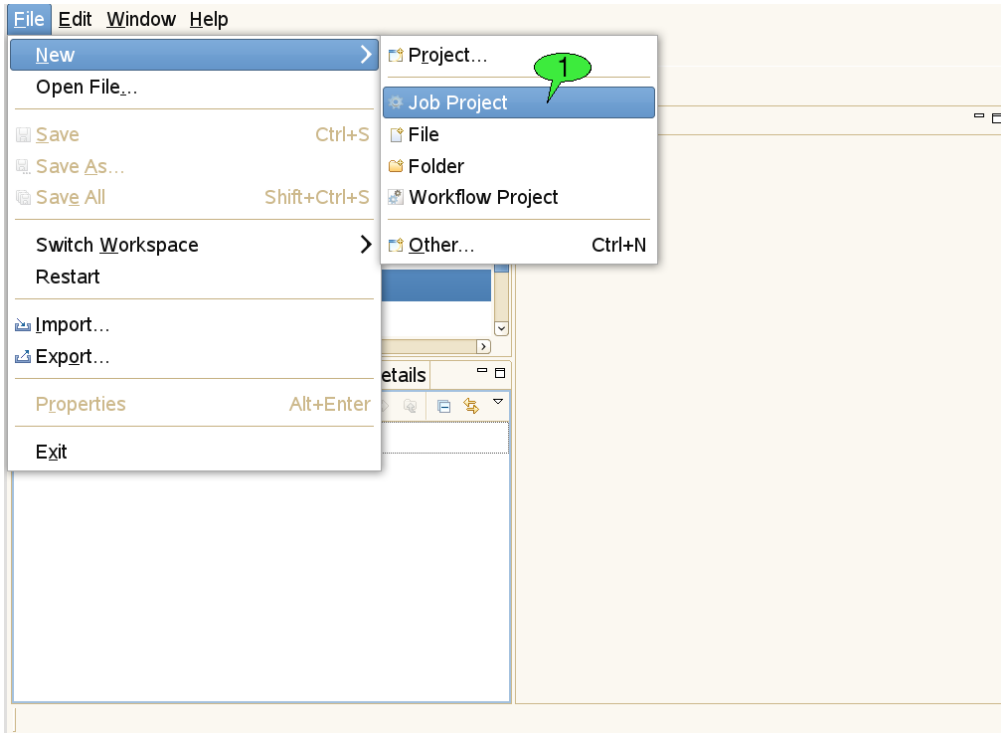 File Edit Window Help
New
Open File...
Save Ctrl+S
Save As...
Save All Shift+Ctrl+S
Switch Workspace
Restart
Import...
Export...
Properties Alt+Enter
Exit
Project...
1
Job Project
File
Folder
Workflow Project
Other... Ctrl+N
etails